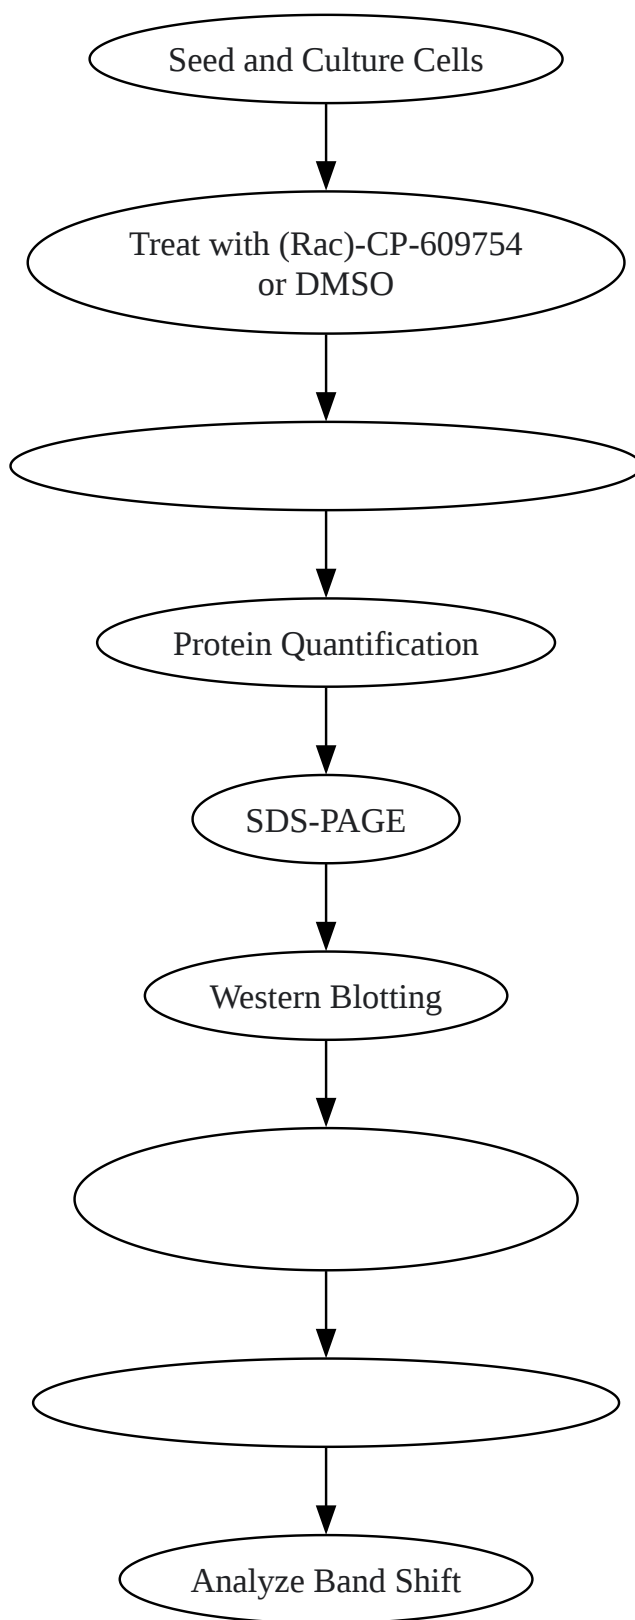 Seed and Culture Cells
Treat with (Rac)-CP-609754
or DMSO
Protein Quantification
SDS-PAGE
Western Blotting
Analyze Band Shift